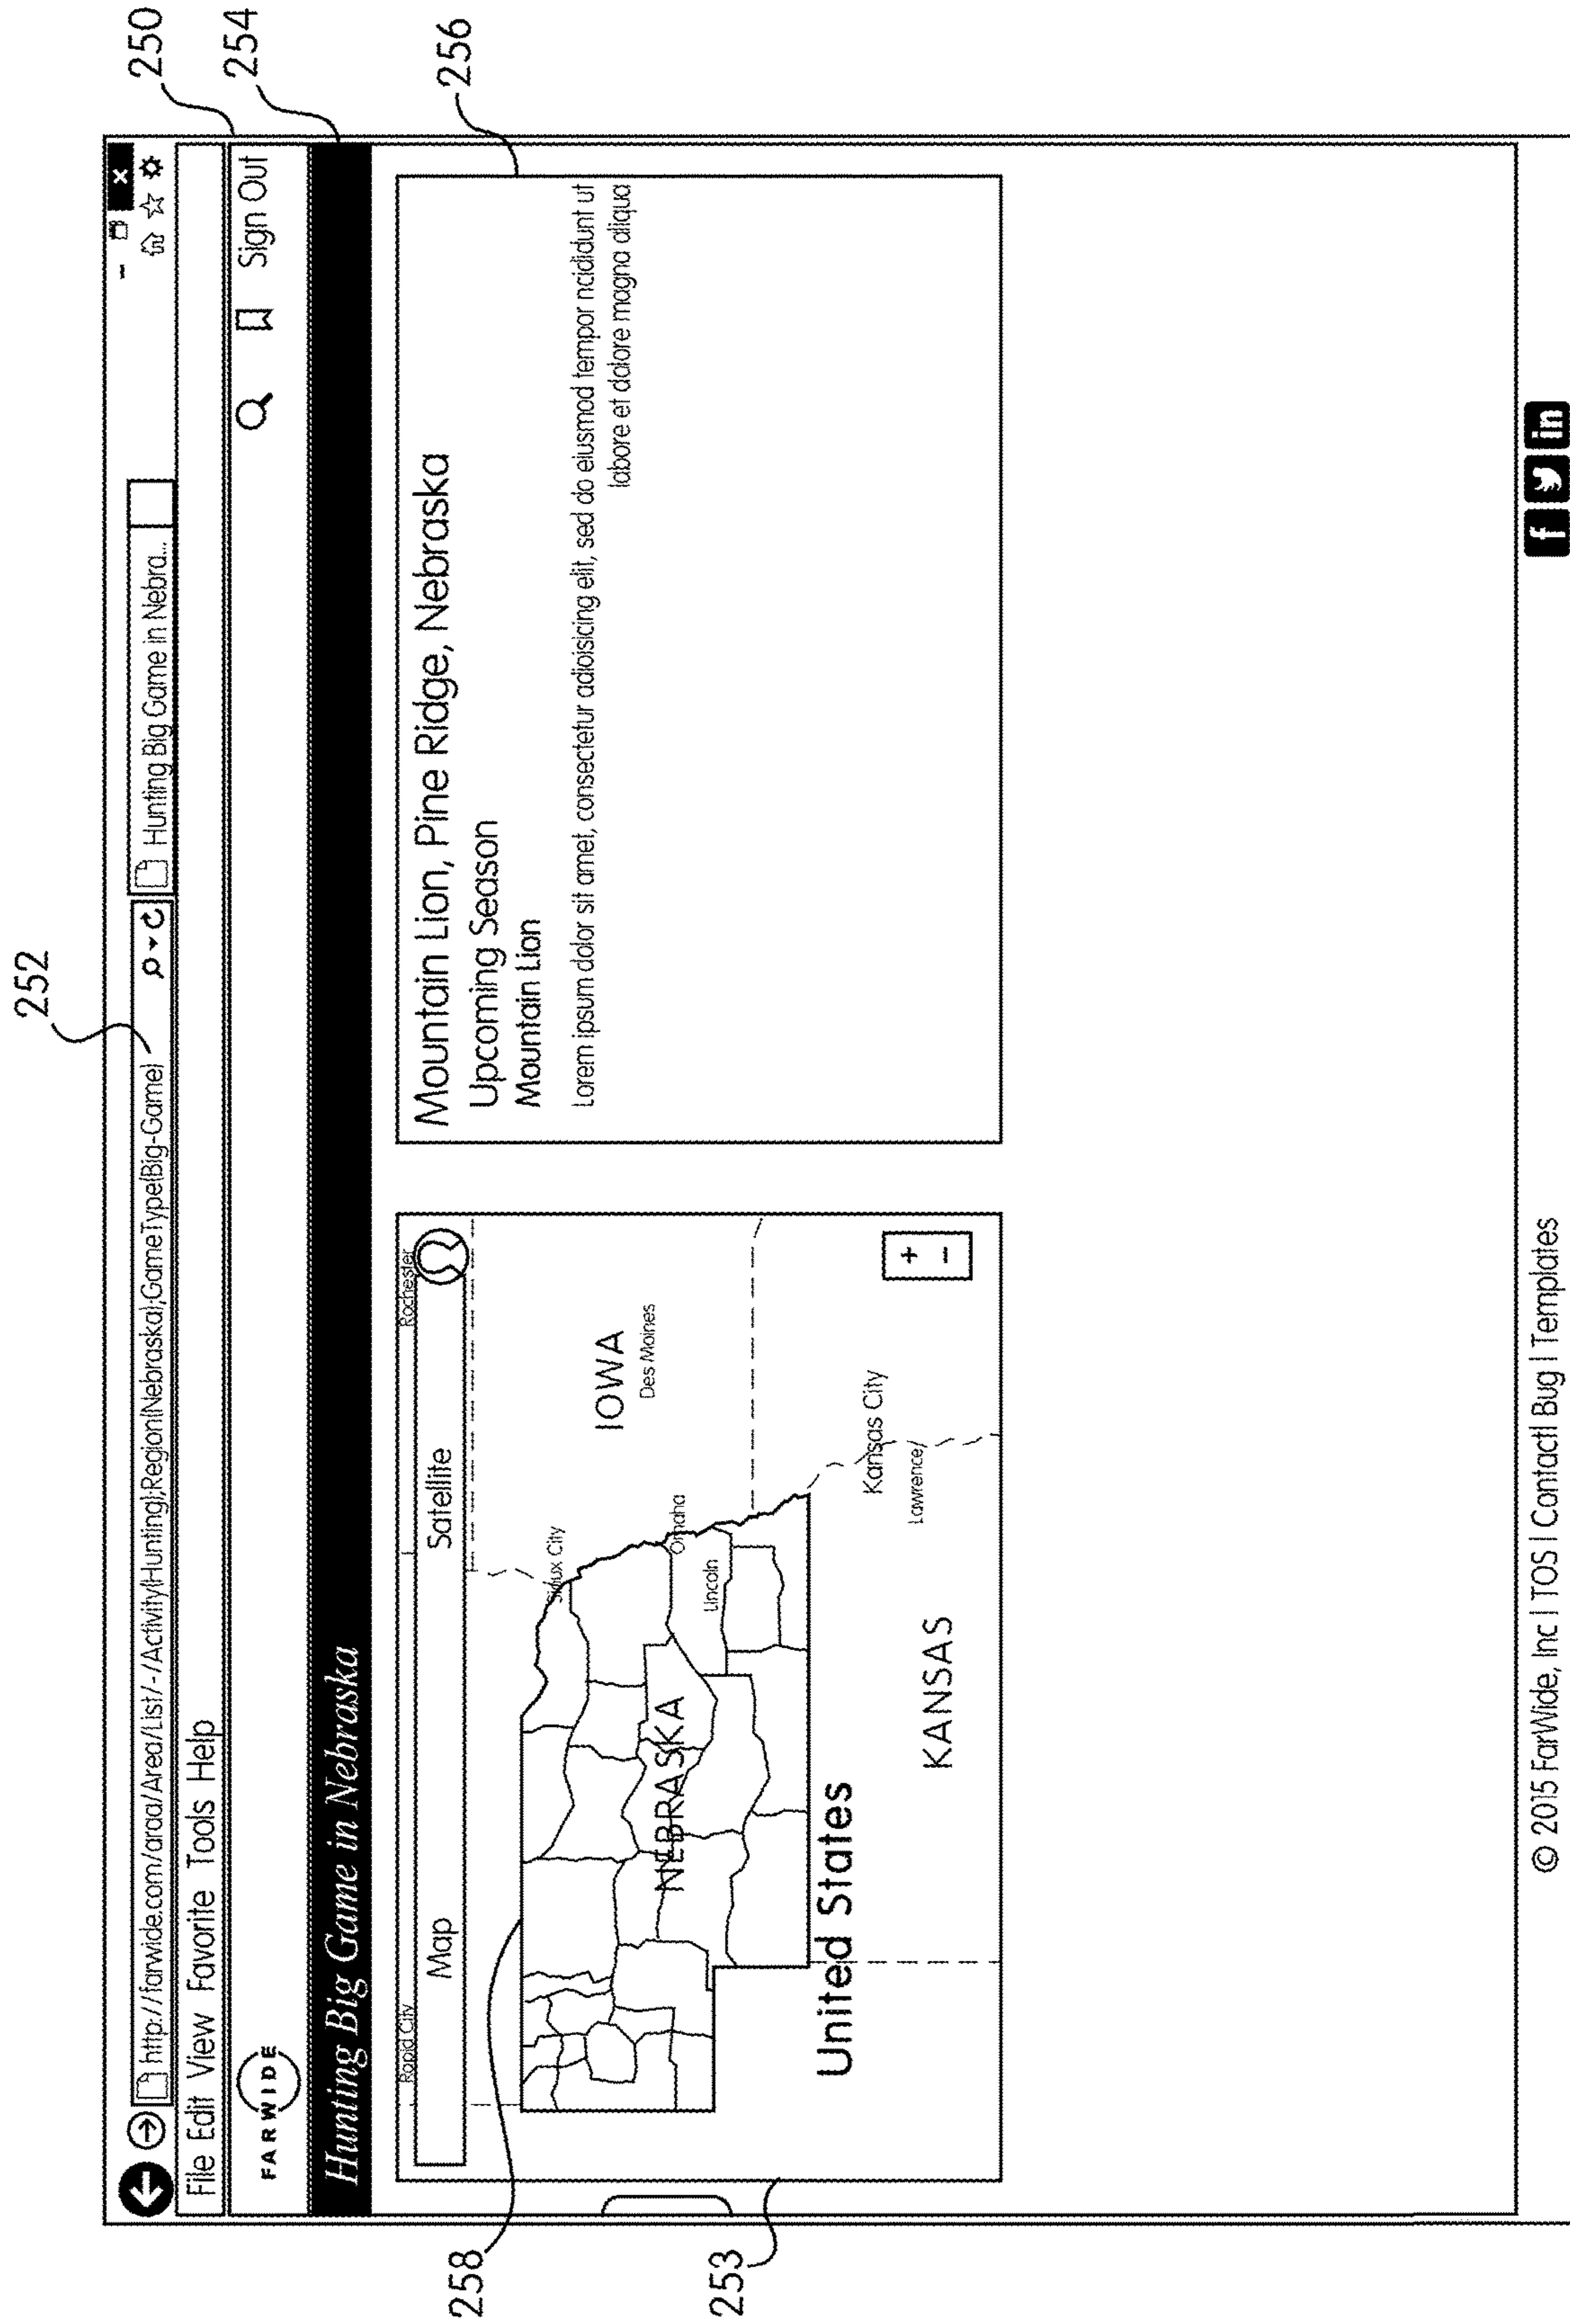 252
250
254
256
258
253
http://farwide.com/araa/Area/List/-/Activity(Hunting);Region(Nebraska);GameType(Big-Game)
Hunting Big Game in Nebra...
File Edit View Favorite Tools Help
FARWIDE
Sign Out
Hunting Big Game in Nebraska
Rapid City
Rochester
Map
Satellite
Sioux City
IOWA
Des Moines
NEBRASKA
Omaha
Lincoln
United States
Kansas City
Lawrence
KANSAS
+
-
Mountain Lion, Pine Ridge, Nebraska
Upcoming Season
Mountain Lion
Lorem ipsum dolor sit amet, consectetur adioisicing elit, sed do eiusmod tempor ncididunt ut
labore et dolore magna aliqua
© 2015 FarWide, Inc | TOS | Contact| Bug | Templates
f
in